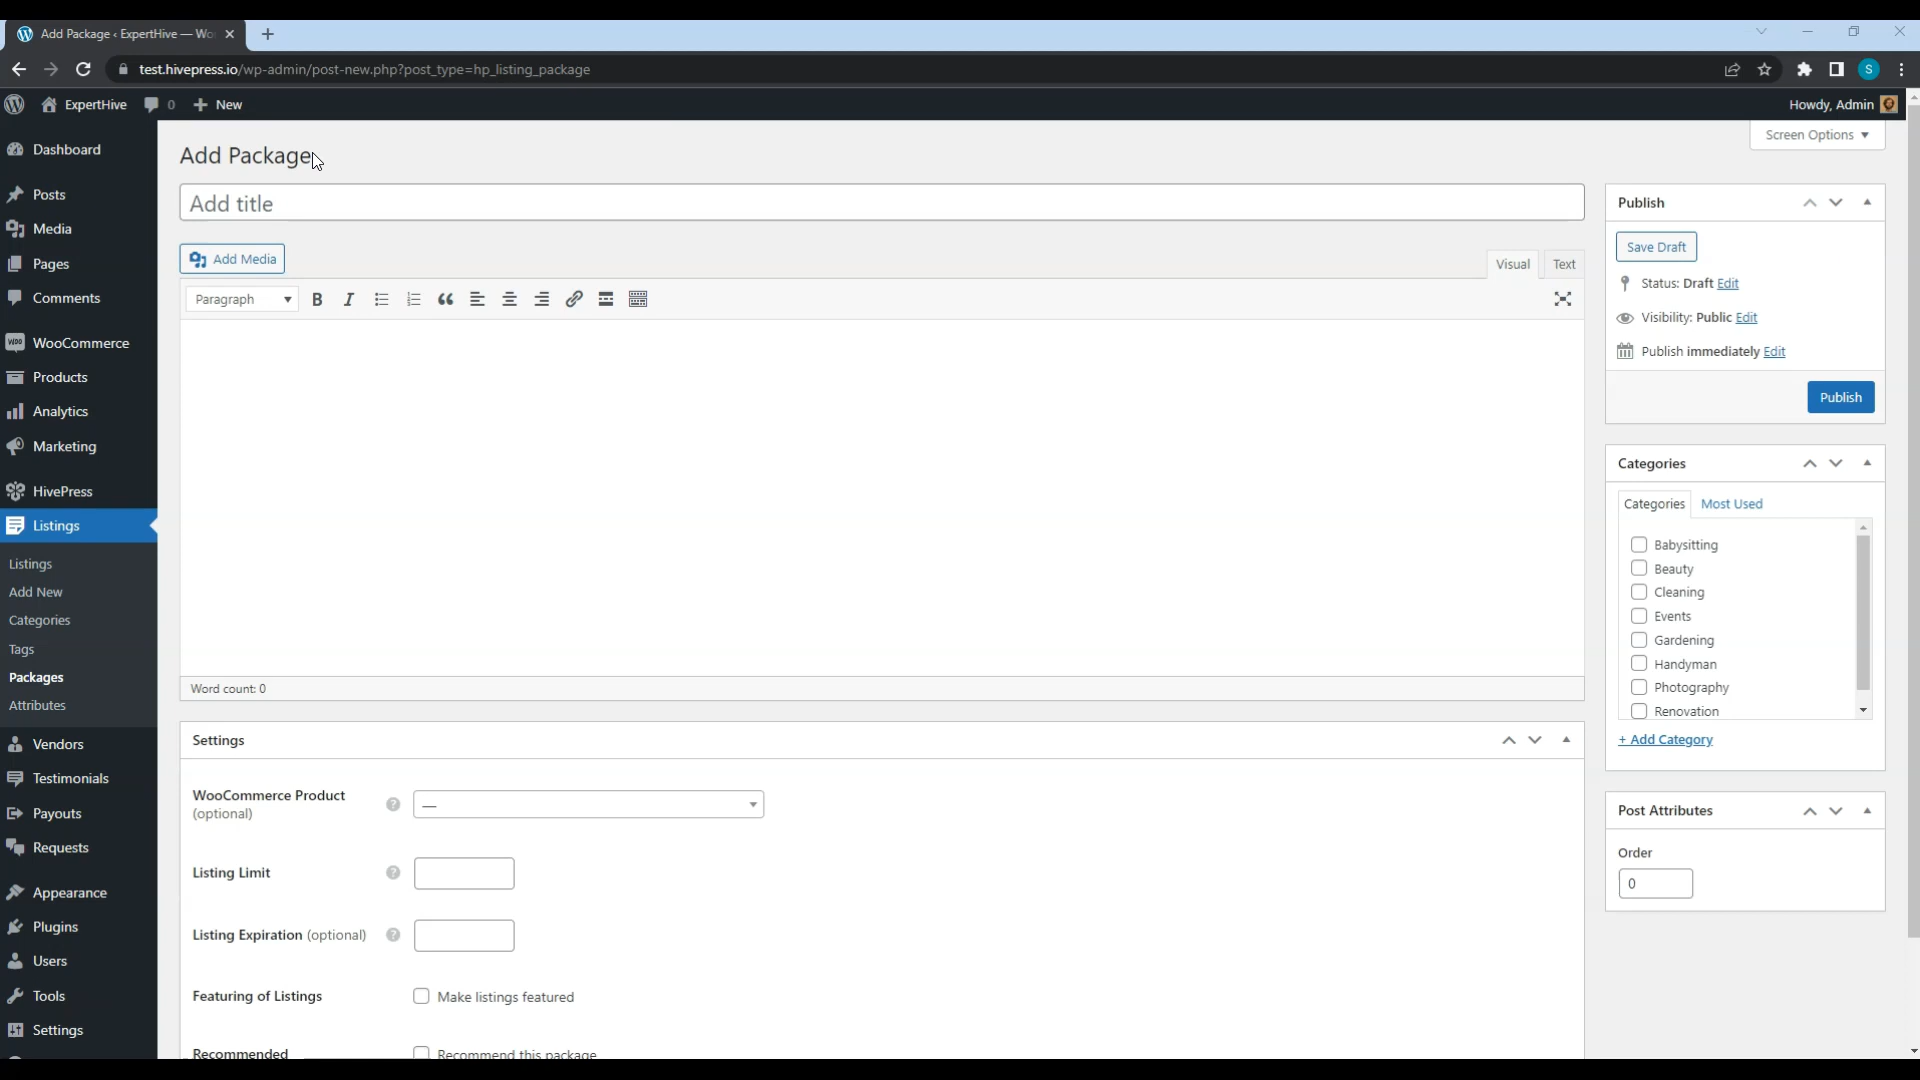 Add Package ‹ ExpertHive — Wo
test.hivepress.io/wp-admin/post-new.php?post_type=hp_listing_package
S
ExpertHive 0 New
Howdy, Admin
Screen Options
Dashboard
Posts
Media
Pages
Comments
WooCommerce
Products
Analytics
Marketing
HivePress
Listings
Listings
Add New
Categories
Tags
Packages
Attributes
Vendors
Testimonials
Payouts
Requests
Appearance
Plugins
Users
Tools
Settings
Add Package
Add title
Add Media
Visual Text
Paragraph
Word count: 0
Settings
WooCommerce Product
(optional)
—
Listing Limit
Listing Expiration (optional)
Featuring of Listings
Make listings featured
Recommended
Recommend this package
Publish
Save Draft
Status: Draft Edit
Visibility: Public Edit
Publish immediately Edit
Publish
Categories
Categories Most Used
Babysitting
Beauty
Cleaning
Events
Gardening
Handyman
Photography
Renovation
+ Add Category
Post Attributes
Order
0